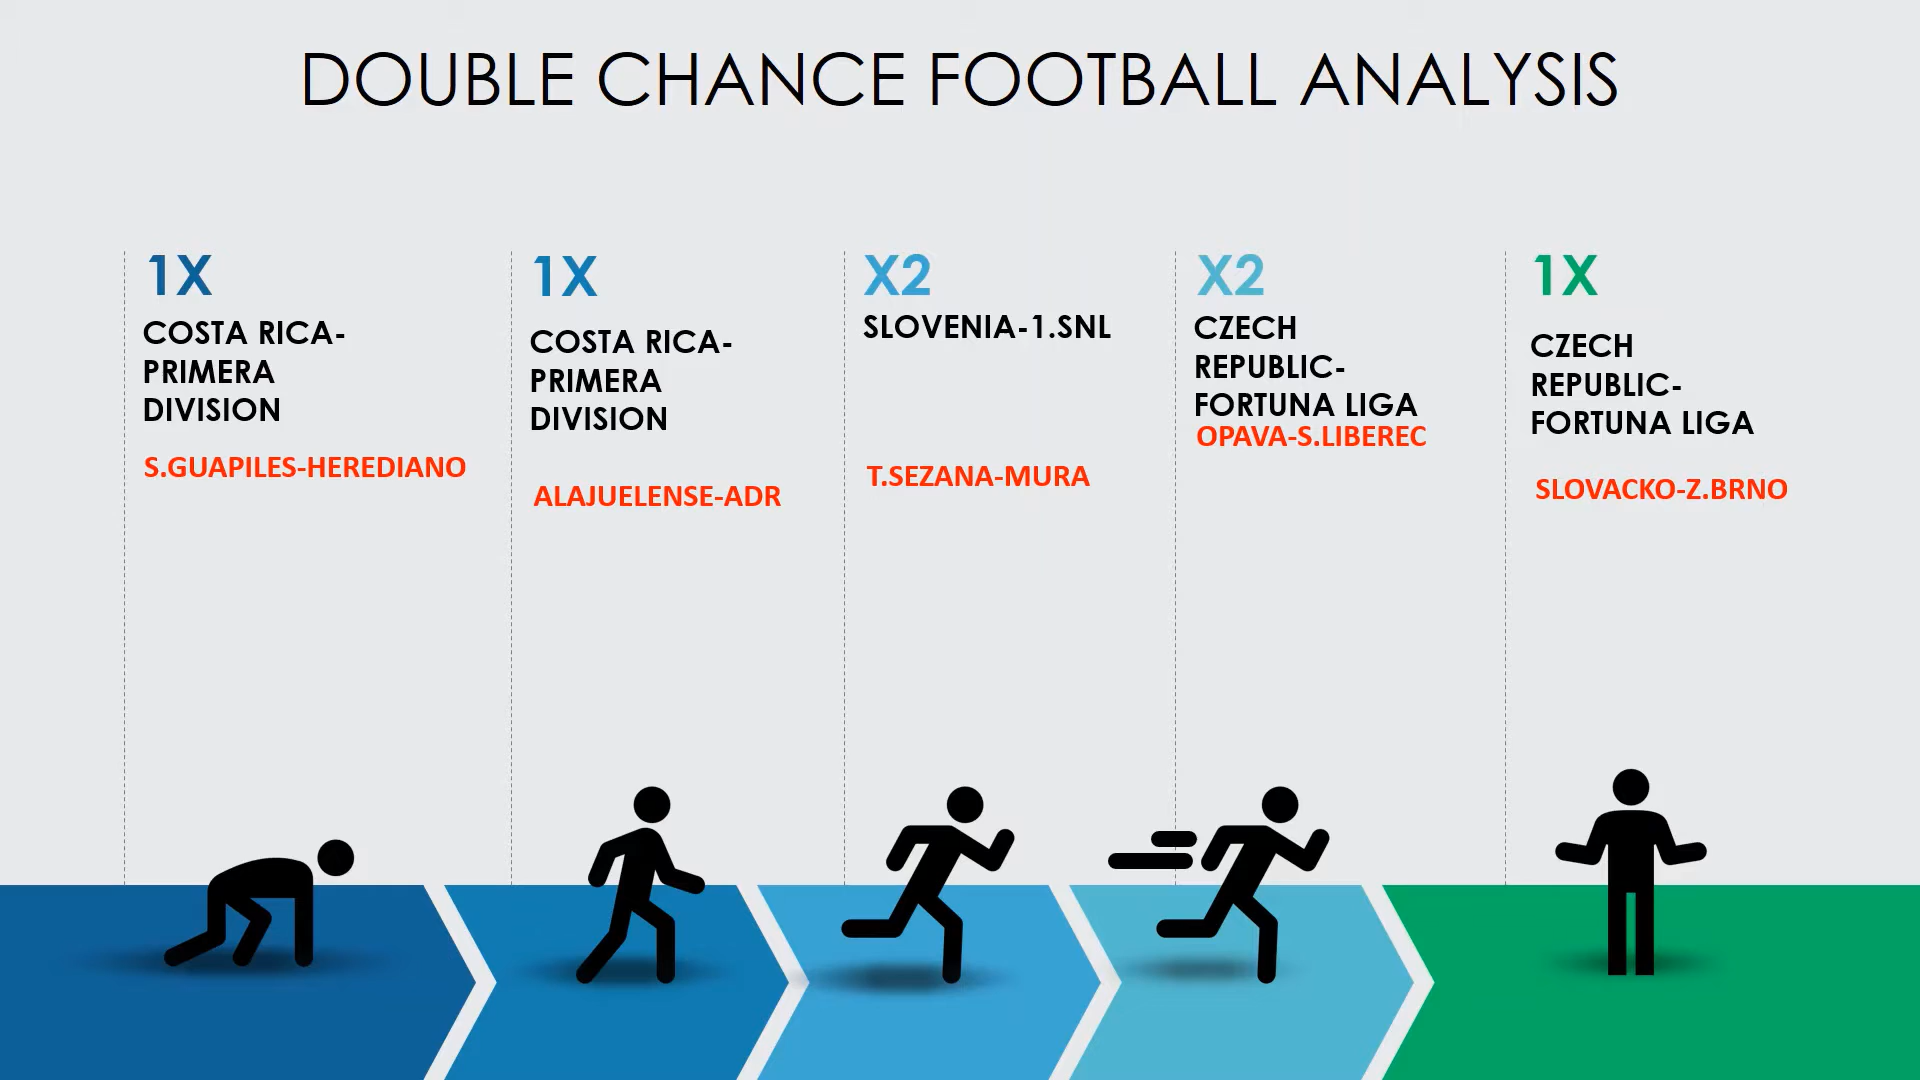 DOUBLE CHANCE FOOTBALL ANALYSIS
1X
COSTA RICA-
PRIMERA
DIVISION
S.GUAPILES-HEREDIANO
1X
COSTA RICA-
PRIMERA
DIVISION
ALAJUELENSE-ADR
X2
SLOVENIA-1.SNL
T.SEZANA-MURA
X2
CZECH
REPUBLIC-
FORTUNA LIGA
OPAVA-S.LIBEREC
1X
CZECH
REPUBLIC-
FORTUNA LIGA
SLOVACKO-Z.BRNO